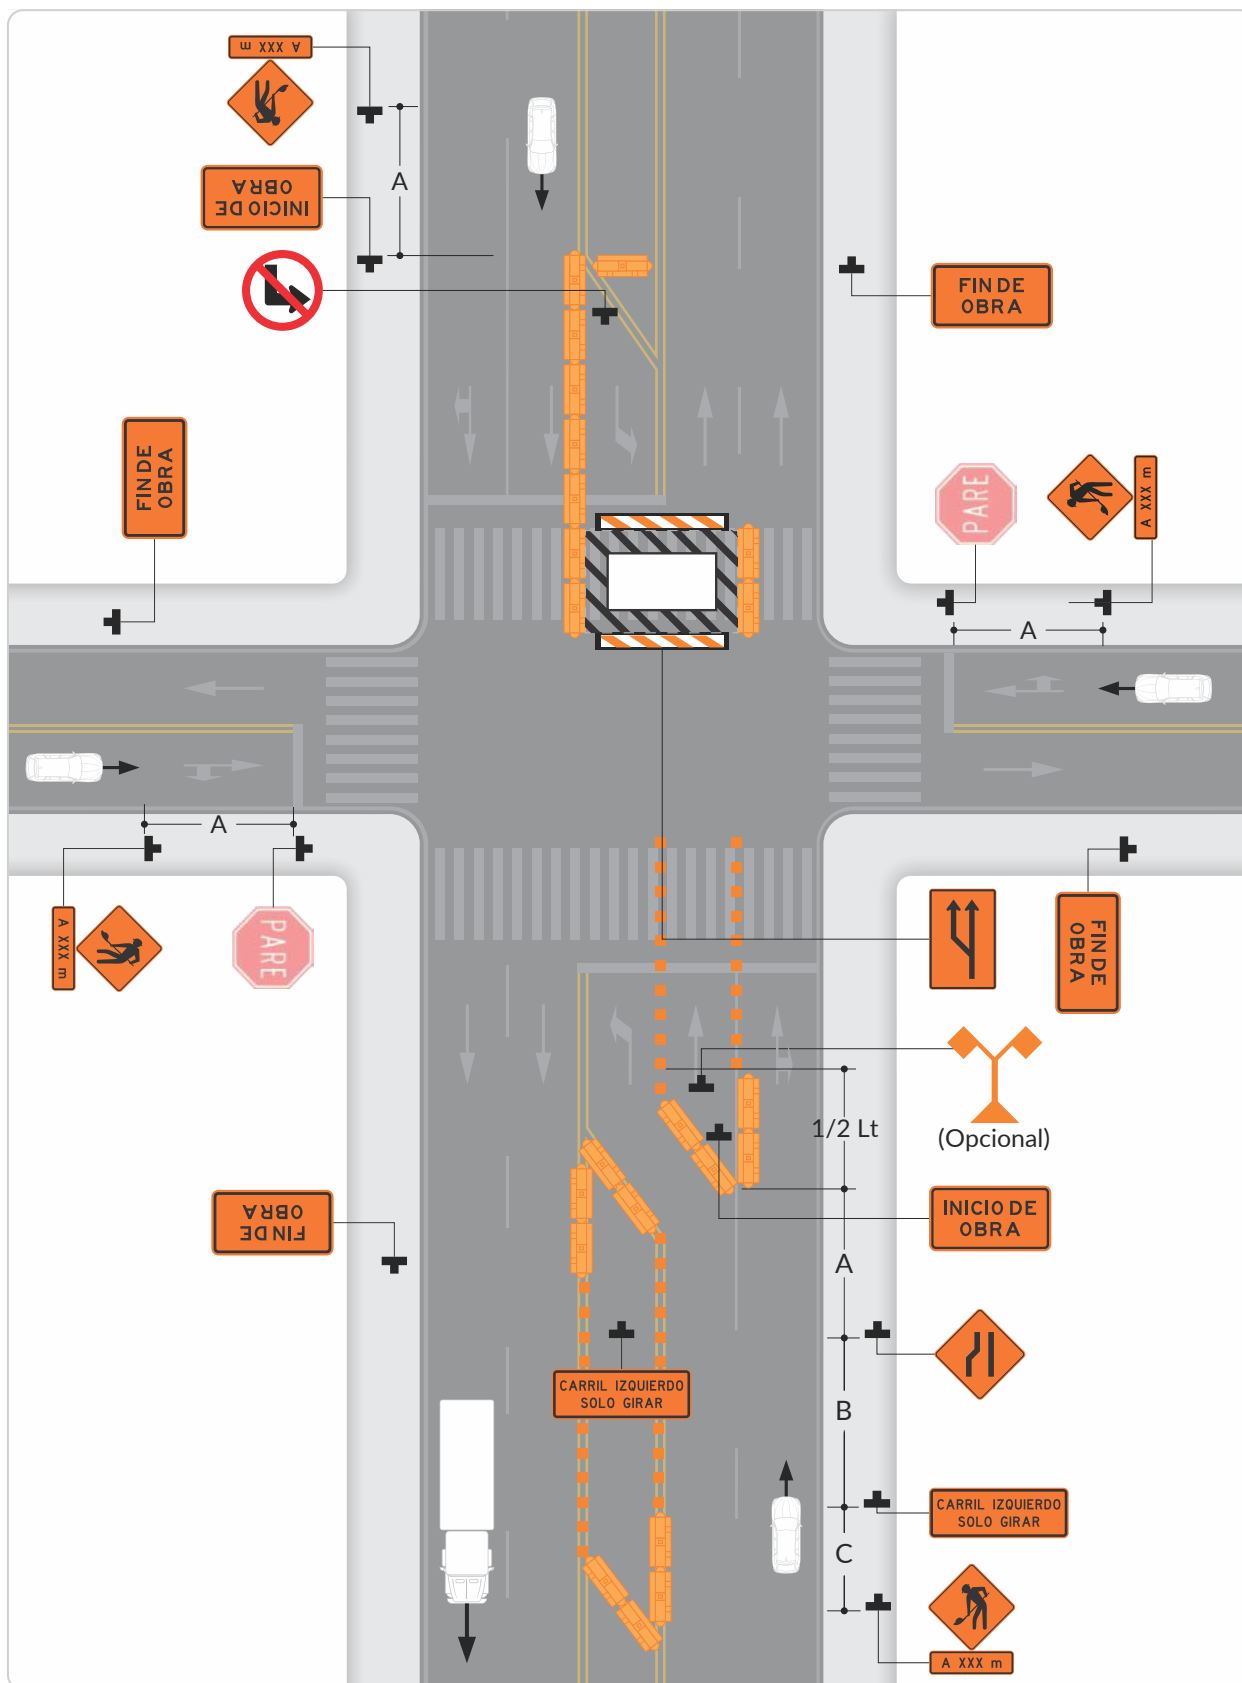 A XXX m
INICIO DE
OBRA
A
FIN DE
OBRA
FIN DE
OBRA
PARE
A XXX m
A
A
A XXX m
PARE
FIN DE
OBRA
1/2 Lt
(Opcional)
FIN DE
OBRA
INICIO DE
OBRA
A
CARRIL IZQUIERDO
SOLO GIRAR
B
CARRIL IZQUIERDO
SOLO GIRAR
C
A XXX m